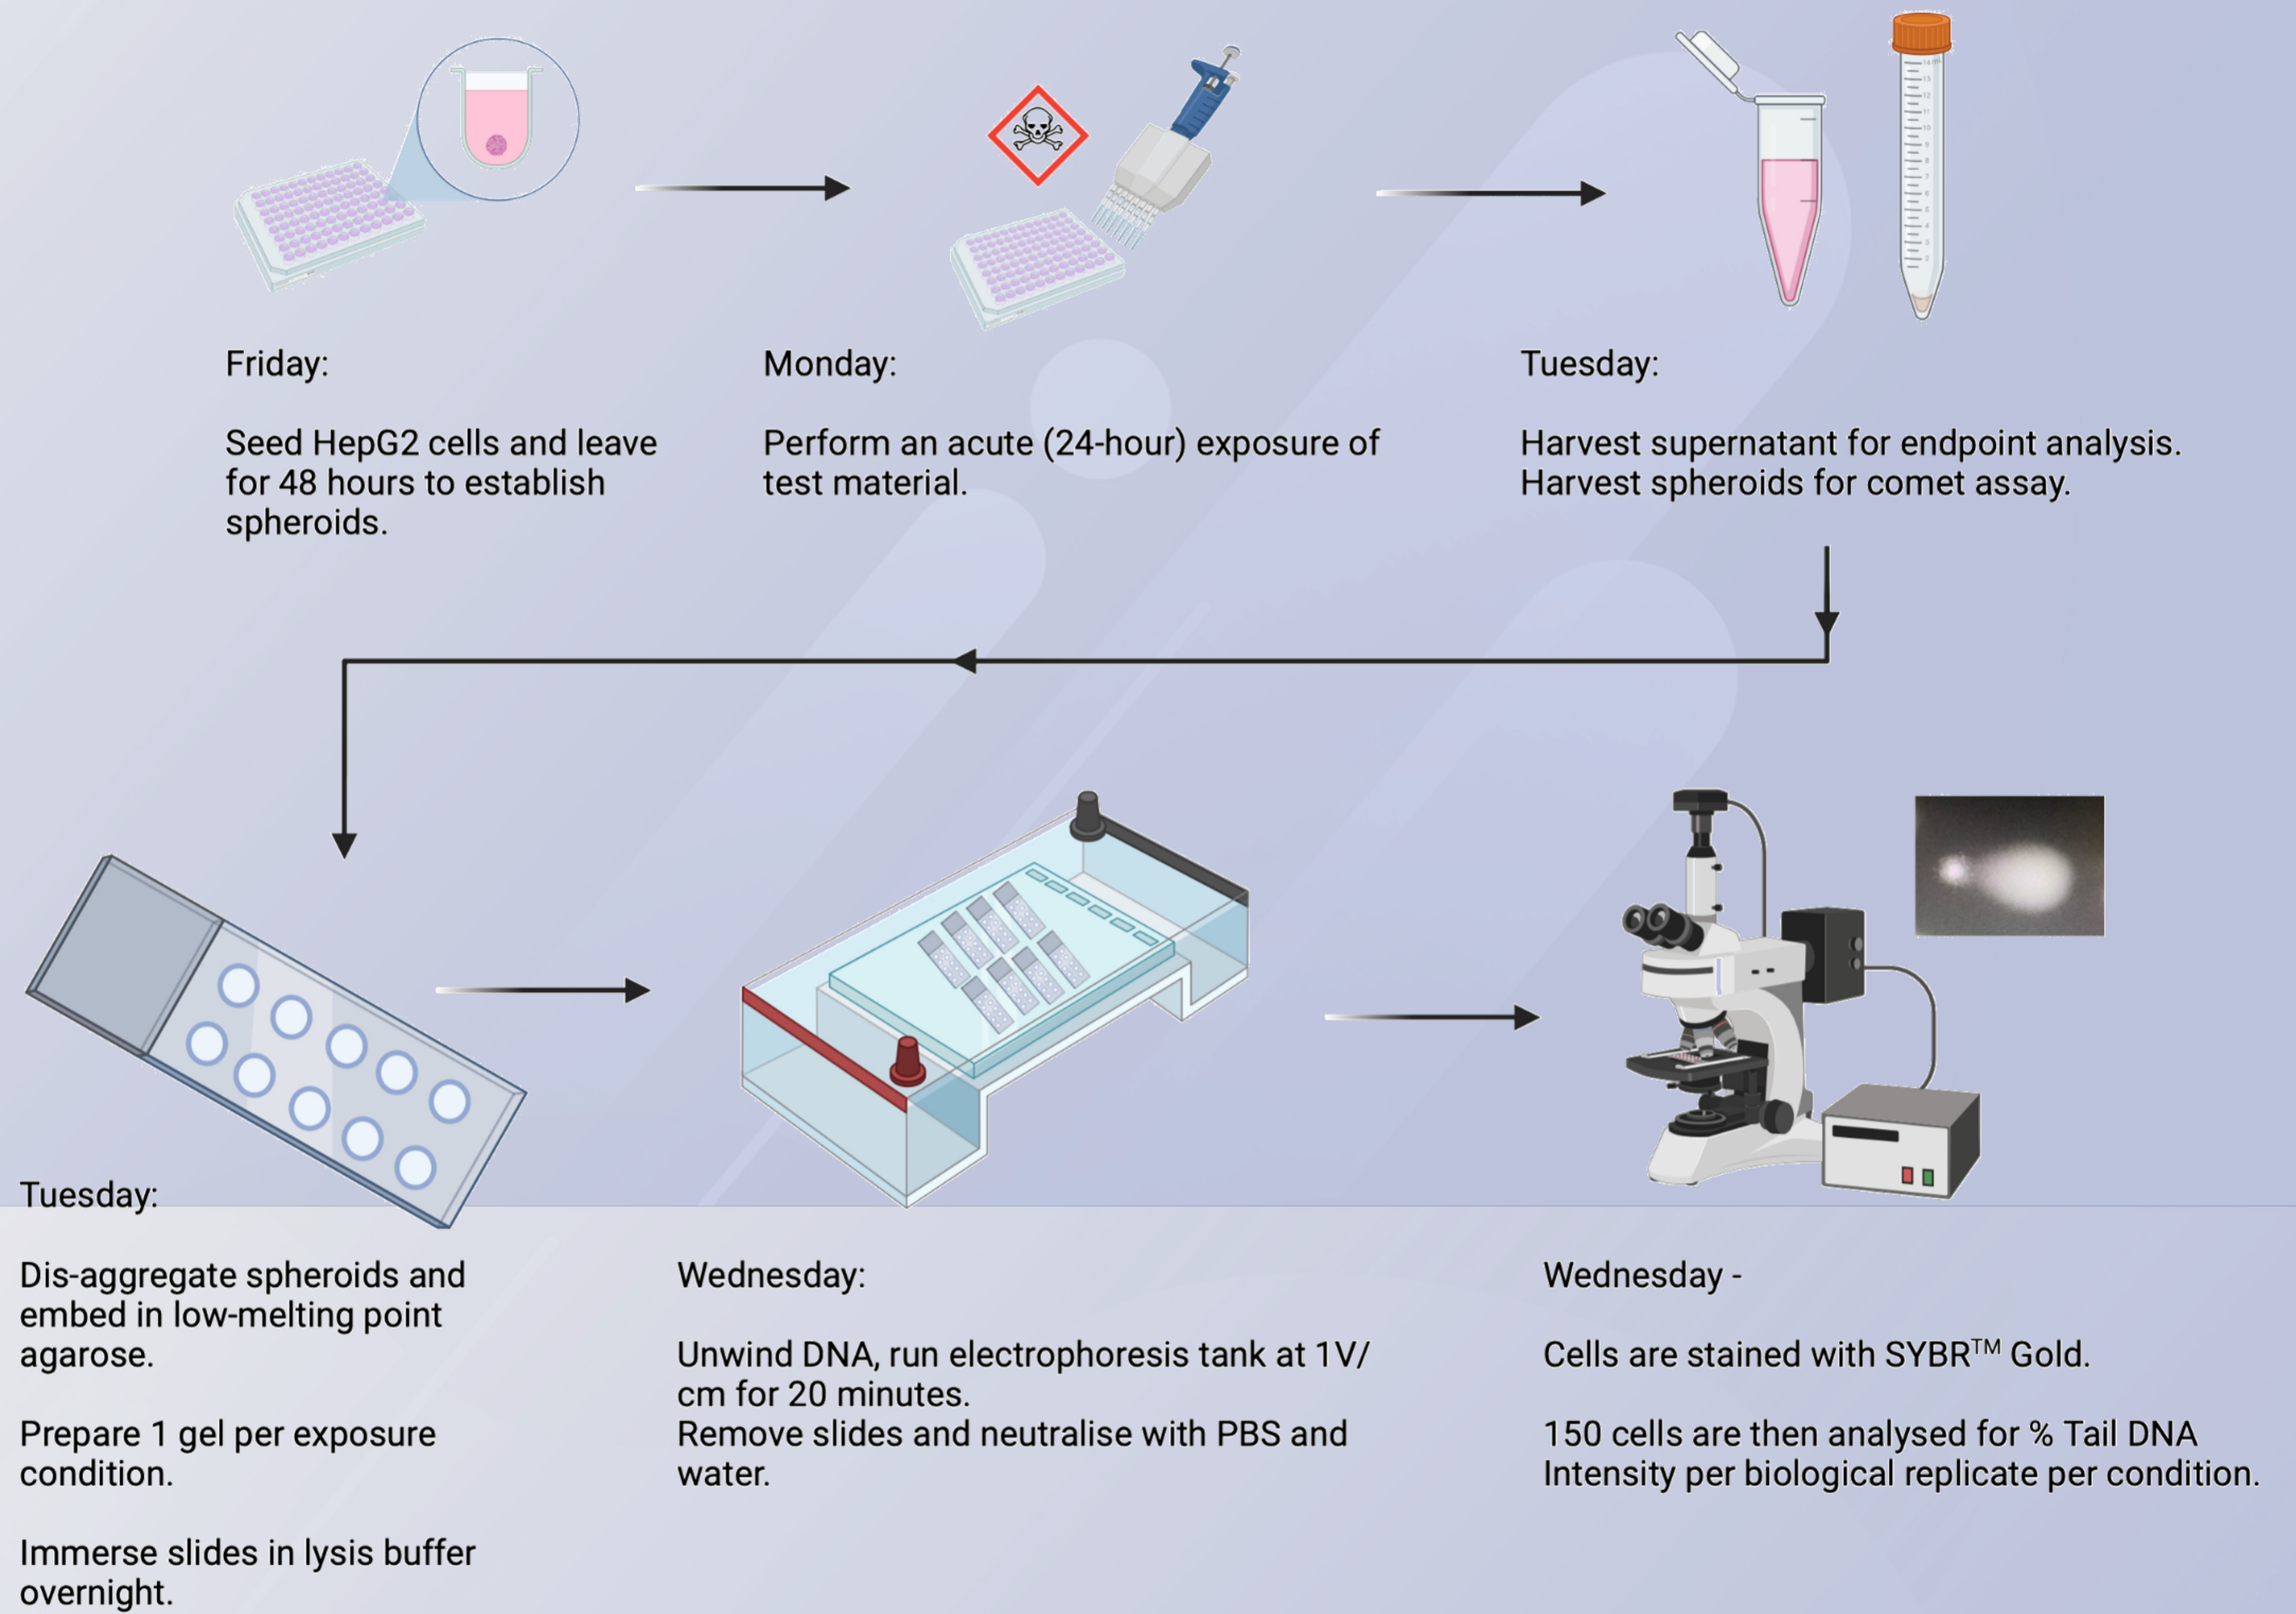 Friday:
Seed HepG2 cells and leave
for 48 hours to establish
spheroids.
Monday:
Perform an acute (24-hour) exposure of
test material.
Tuesday:
Harvest supernatant for endpoint analysis.
Harvest spheroids for comet assay.
Tuesday:
Dis-aggregate spheroids and
embed in low-melting point
agarose.
Prepare 1 gel per exposure
condition.
Immerse slides in lysis buffer
overnight.
Wednesday:
Unwind DNA, run electrophoresis tank at 1V/
cm for 20 minutes.
Remove slides and neutralise with PBS and
water.
Wednesday -
Cells are stained with SYBR™ Gold.
150 cells are then analysed for % Tail DNA
Intensity per biological replicate per condition.